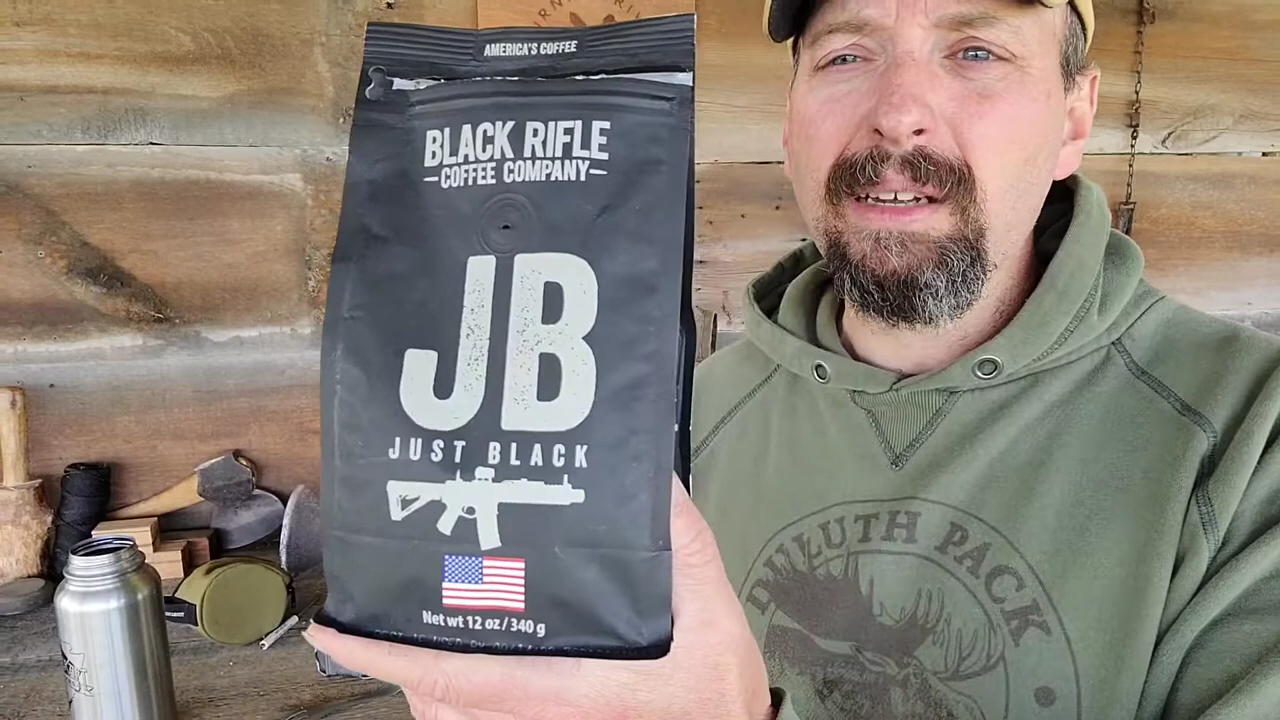 AMERICA'S COFFEE
BLACK RIFLE
COFFEE COMPANY
JB
JUST BLACK
Net wt 12 oz / 340 g
DULUTH PACK